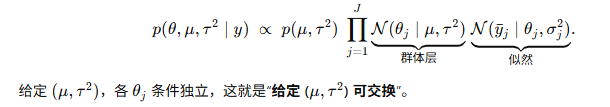 p(θ, μ, τ² | y) ∝ p(μ, τ²) ∏_{j=1}^{J} N(θ_j | μ, τ²) N(ȳ_j | θ_j, σ_j²).
群体层 似然
给定 (μ, τ²)，各 θ_j 条件独立，这就是“给定 (μ, τ²) 可交换”。